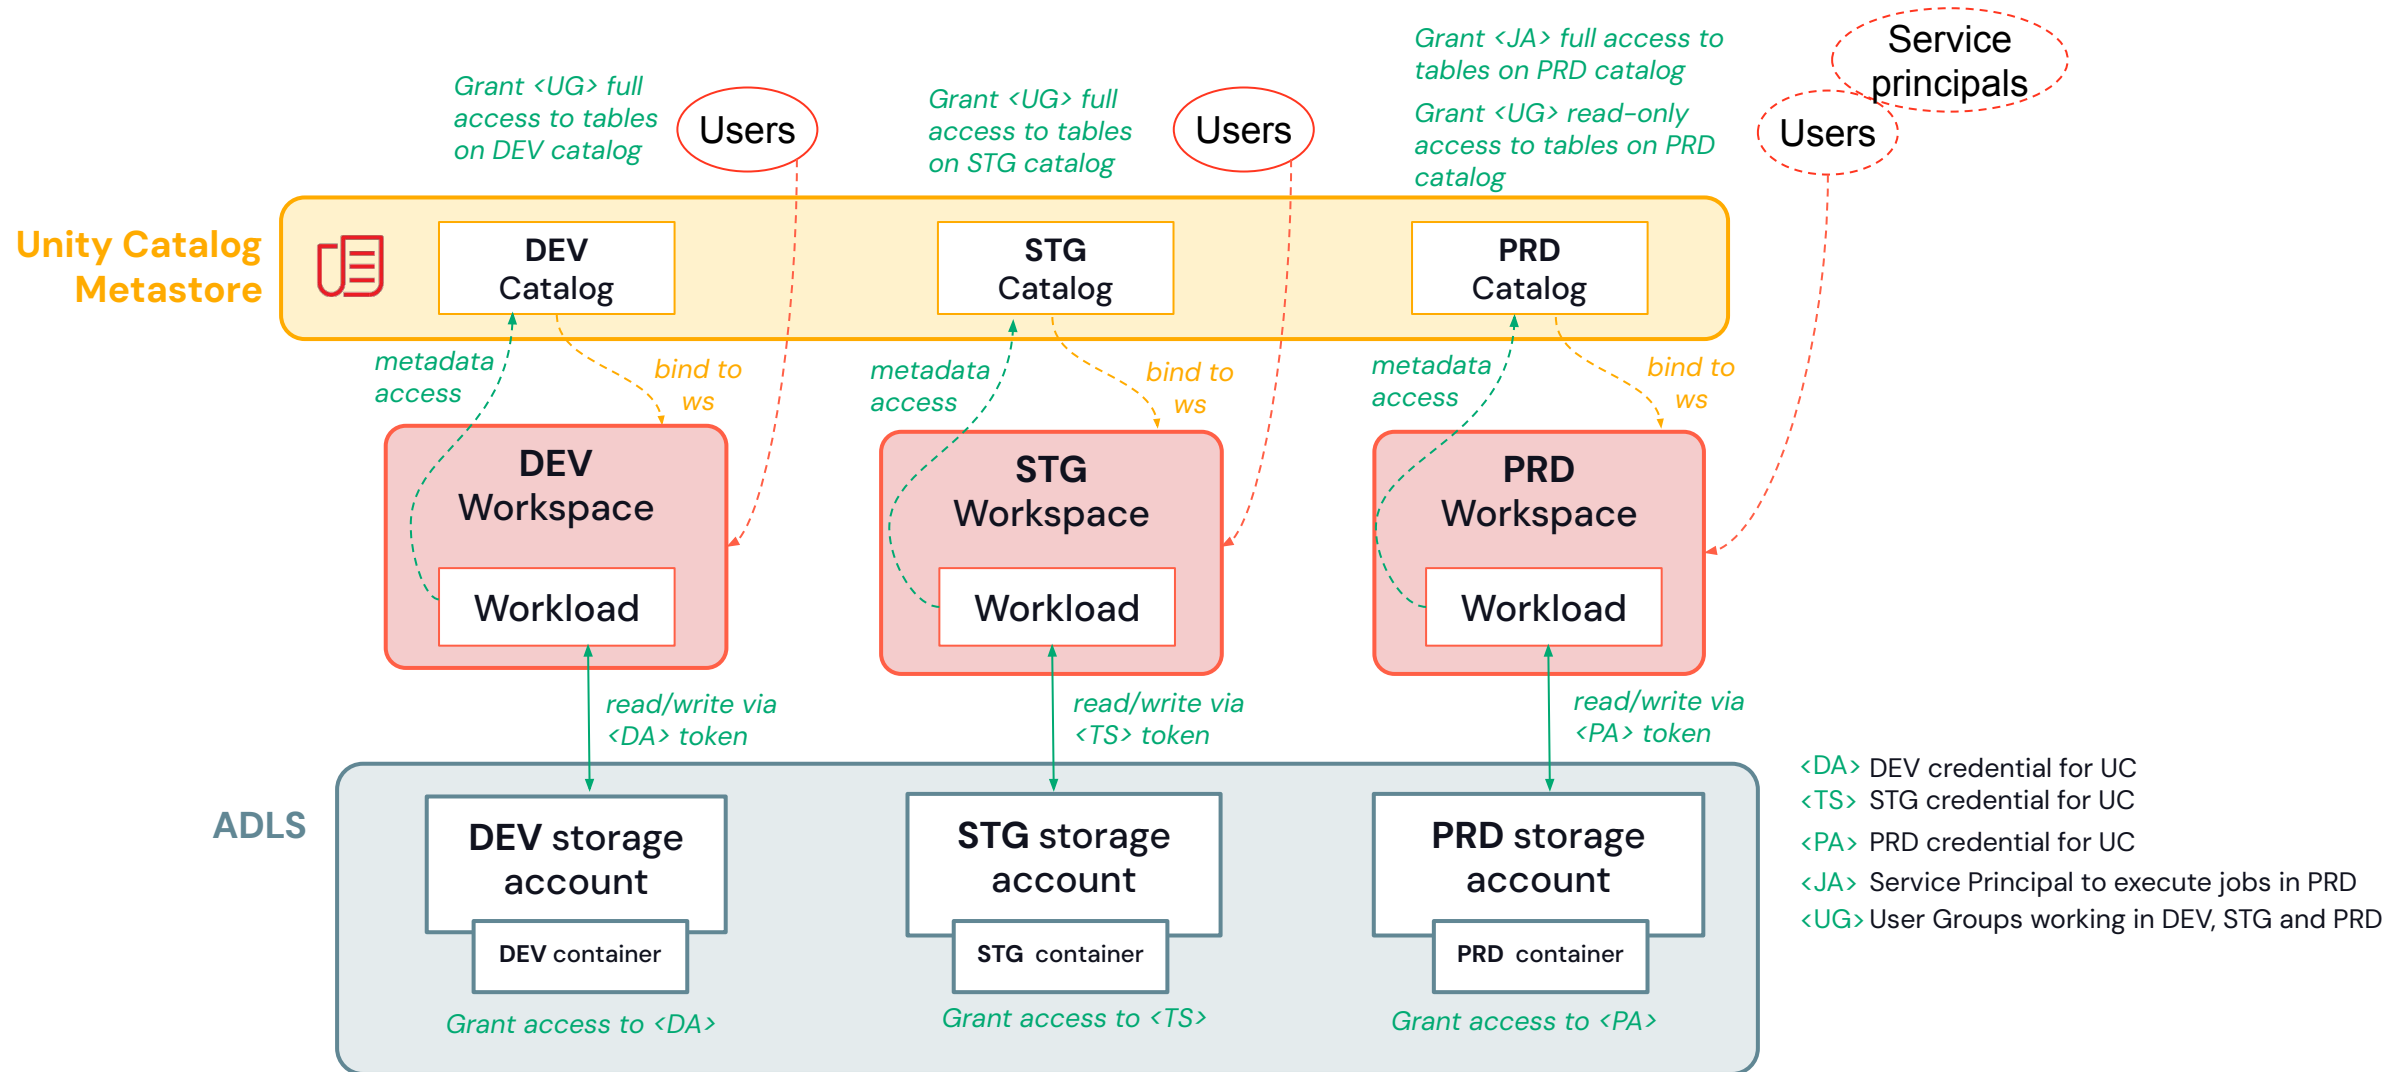 Grant <UG> full
access to tables
on DEV catalog
Users
Grant <UG> full
access to tables
on STG catalog
Users
Grant <JA> full access to
tables on PRD catalog
Grant <UG> read-only
access to tables on PRD
catalog
Service
principals
Users
Unity Catalog
Metastore
DEV
Catalog
STG
Catalog
PRD
Catalog
metadata
access
bind to
ws
metadata
access
bind to
ws
metadata
access
bind to
ws
DEV
Workspace
Workload
STG
Workspace
Workload
PRD
Workspace
Workload
read/write via
<DA> token
read/write via
<TS> token
read/write via
<PA> token
ADLS
DEV storage
account
DEV container
Grant access to <DA>
STG storage
account
STG container
Grant access to <TS>
PRD storage
account
PRD container
Grant access to <PA>
<DA> DEV credential for UC
<TS> STG credential for UC
<PA> PRD credential for UC
<JA> Service Principal to execute jobs in PRD
<UG> User Groups working in DEV, STG and PRD